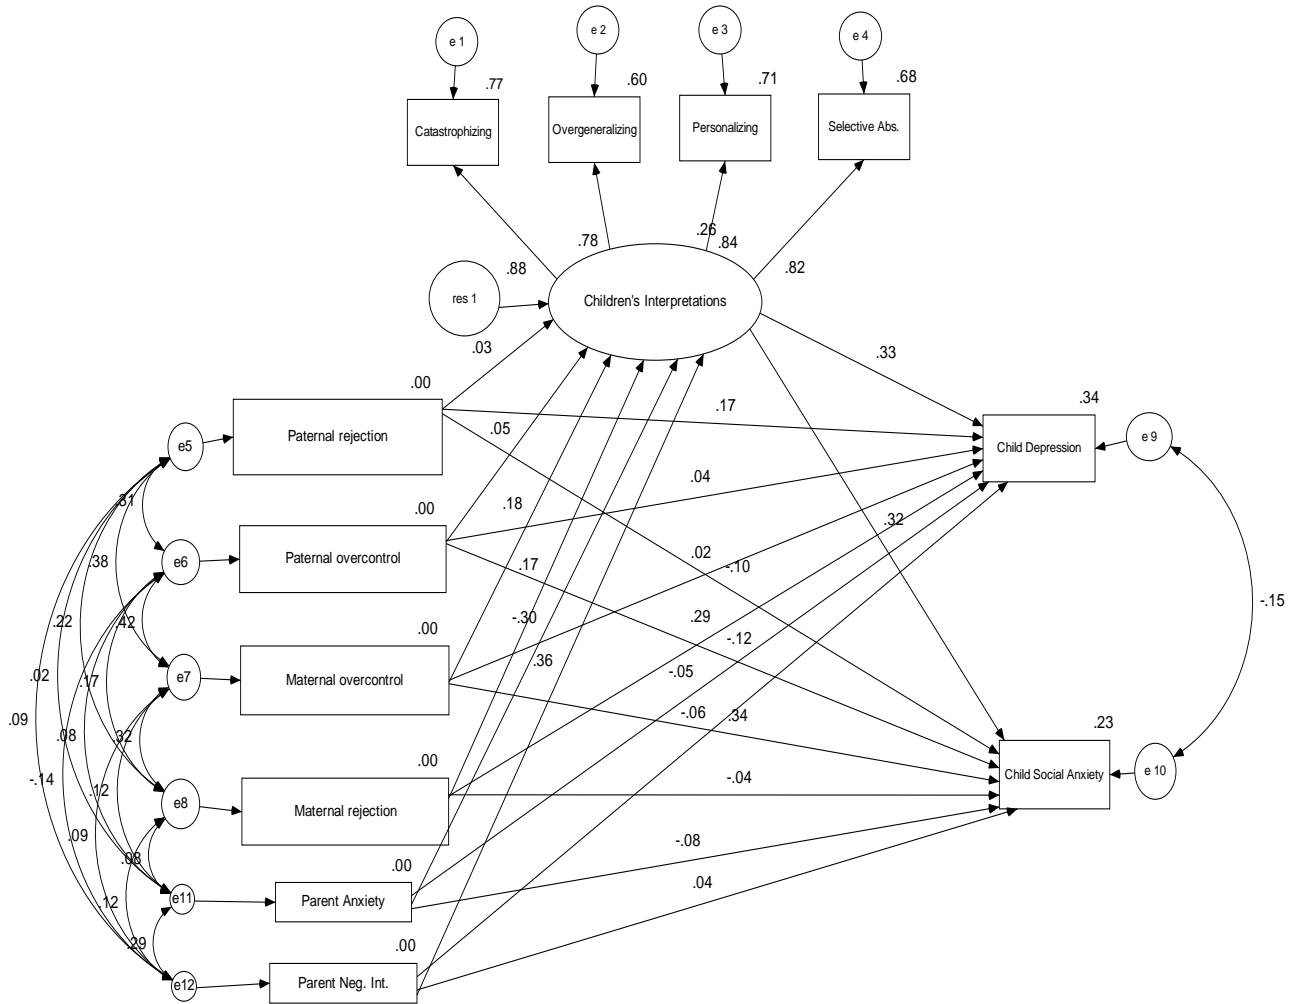 e 1
e 2
e 3
e 4
.77
.60
.71
.68
Catastrophizing
Overgeneralizing
Personalizing
Selective Abs.
.78
.26
.84
.88
.82
res 1
Children's Interpretations
.03
.33
.00
.17
.34
e5
Paternal rejection
.05
Child Depression
e 9
.31
.00
.18
.04
.32
e6
Paternal overcontrol
.38
.17
.02
-.10
.22
.42
.00
-.30
.29
-.12
-.15
.02
.17
e7
Maternal overcontrol
.36
-.05
.09
.08
.32
-.06
.34
.23
.00
-.14
.12
e8
Maternal rejection
-.04
Child Social Anxiety
e 10
.09
.08
.00
-.08
.12
e11
Parent Anxiety
.04
.29
.00
e12
Parent Neg. Int.